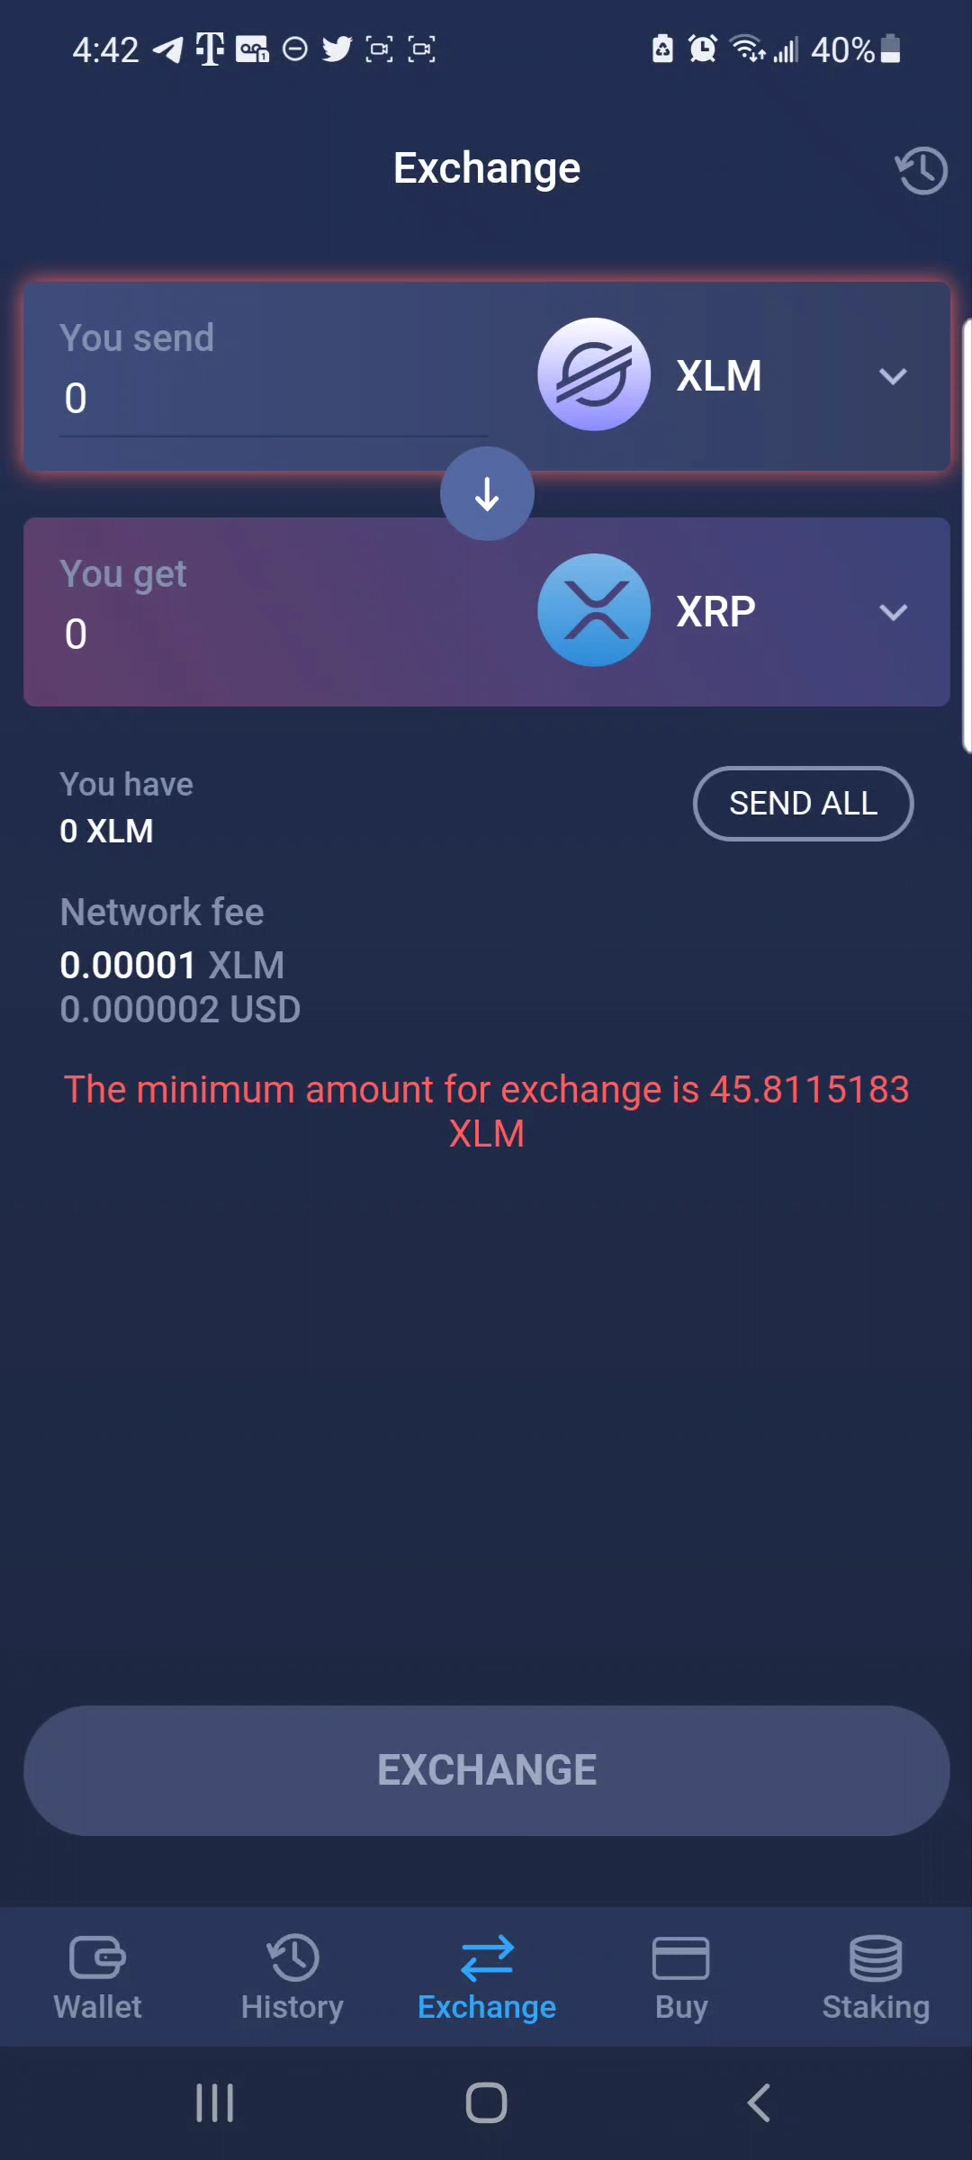 4:42 40%
Exchange
You send
0
XLM
You get
0
XRP
You have
0 XLM
SEND ALL
Network fee
0.00001 XLM
0.000002 USD
The minimum amount for exchange is 45.8115183
XLM
EXCHANGE
Wallet History Exchange Buy Staking